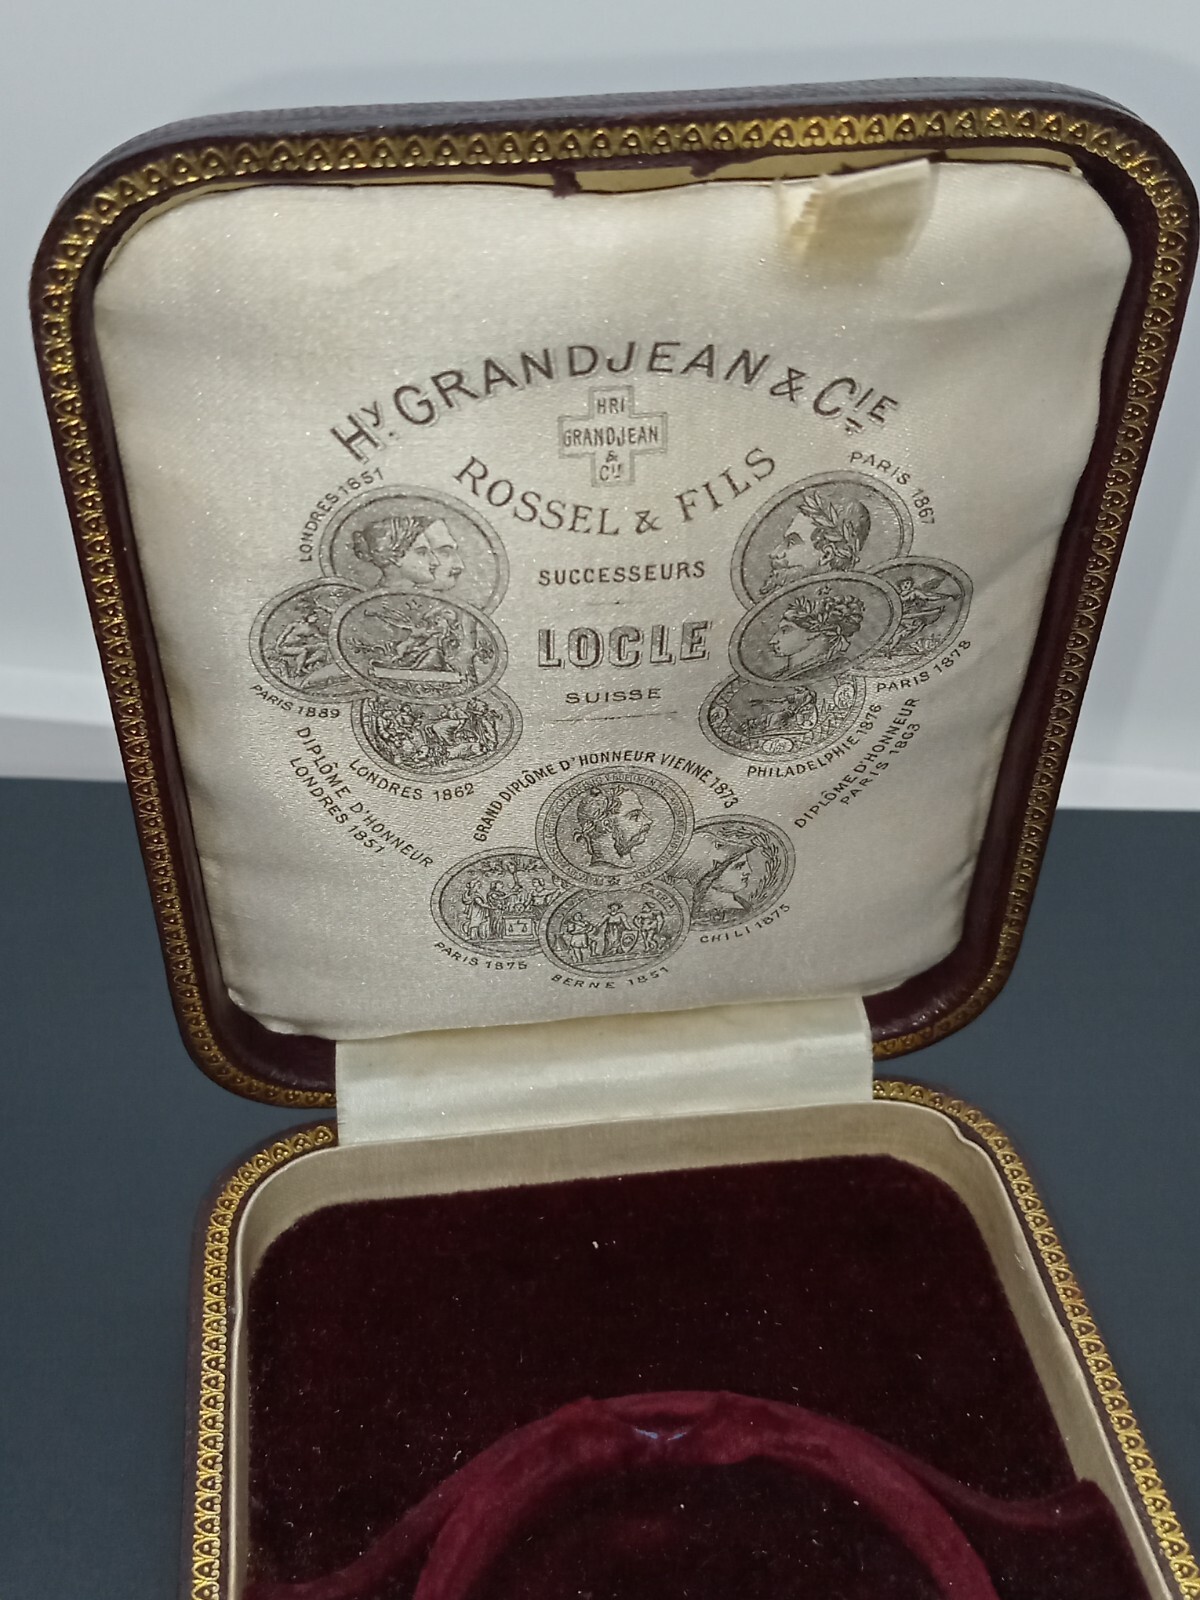 Hy. GRANDJEAN & CIE
HRI
GRANDJEAN
&
CIE
ROSSEL & FILS
SUCCESSEURS
LOCLE
SUISSE
LONDRES 1851
PARIS 1889
LONDRES 1862
DIPLÔME D'HONNEUR
LONDRES 1851
PARIS 1867
PARIS 1878
PHILADELPHIE 1876
DIPLÔME D'HONNEUR
PARIS 1863
GRAND DIPLÔME D'HONNEUR VIENNE 1873
PARIS 1875
BERNE 1851
CHILI 1875